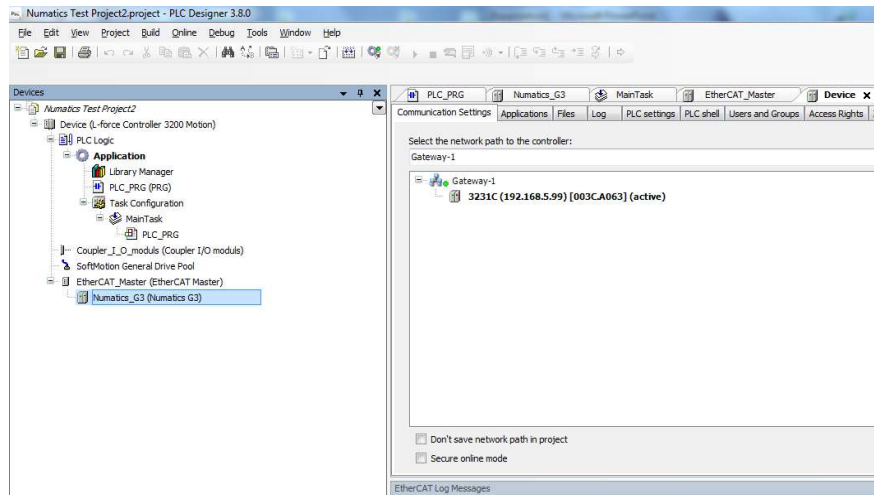 Numatics Test Project2.project - PLC Designer 3.8.0
File Edit View Project Build Online Debug Tools Window Help
Devices
Numatics Test Project2
Device (L-force Controller 3200 Motion)
PLC Logic
Application
Library Manager
PLC_PRG (PRG)
Task Configuration
MainTask
PLC_PRG
Coupler_I_O_moduls (Coupler I/O moduls)
SoftMotion General Drive Pool
EtherCAT_Master (EtherCAT Master)
Numatics_G3 (Numatics G3)
PLC_PRG Numatics_G3 MainTask EtherCAT_Master Device
Communication Settings Applications Files Log PLC settings PLC shell Users and Groups Access Rights
Select the network path to the controller:
Gateway-1
Gateway-1
3231C (192.168.5.99) [003C.A063] (active)
Don't save network path in project
Secure online mode
EtherCAT Log Messages